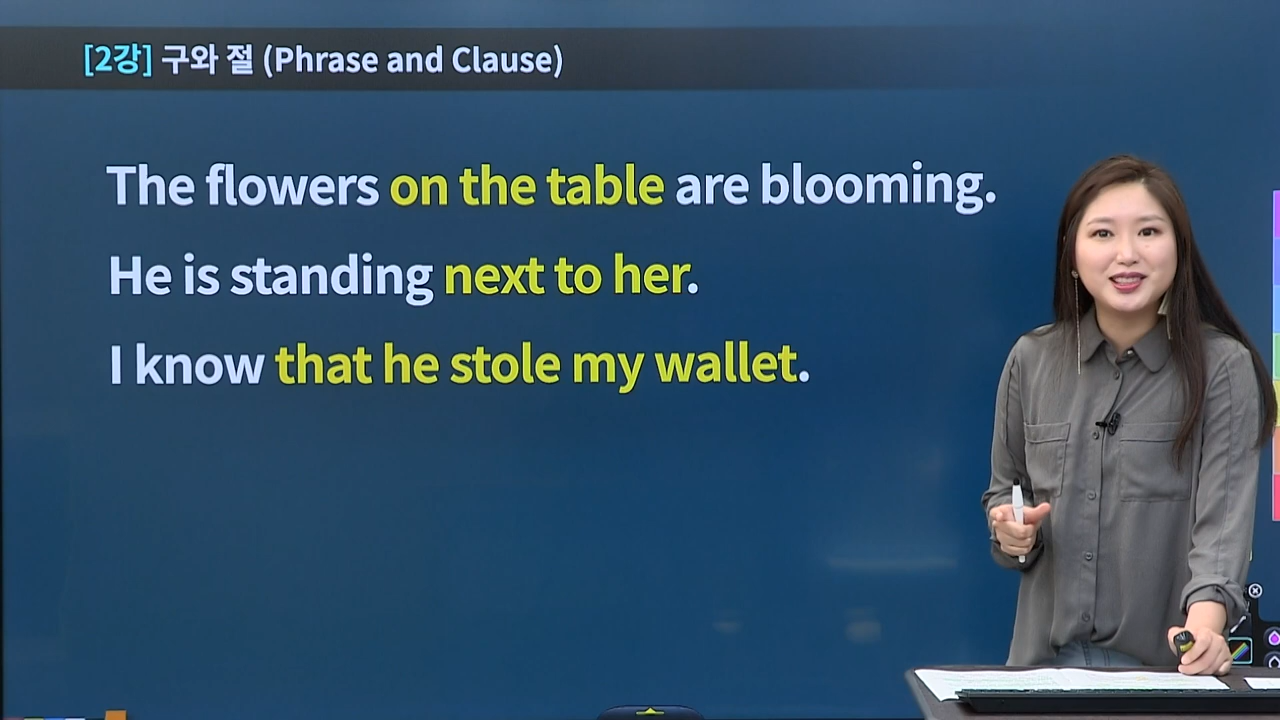 [2강] 구와 절 (Phrase and Clause)
The flowers on the table are blooming.
He is standing next to her.
I know that he stole my wallet.